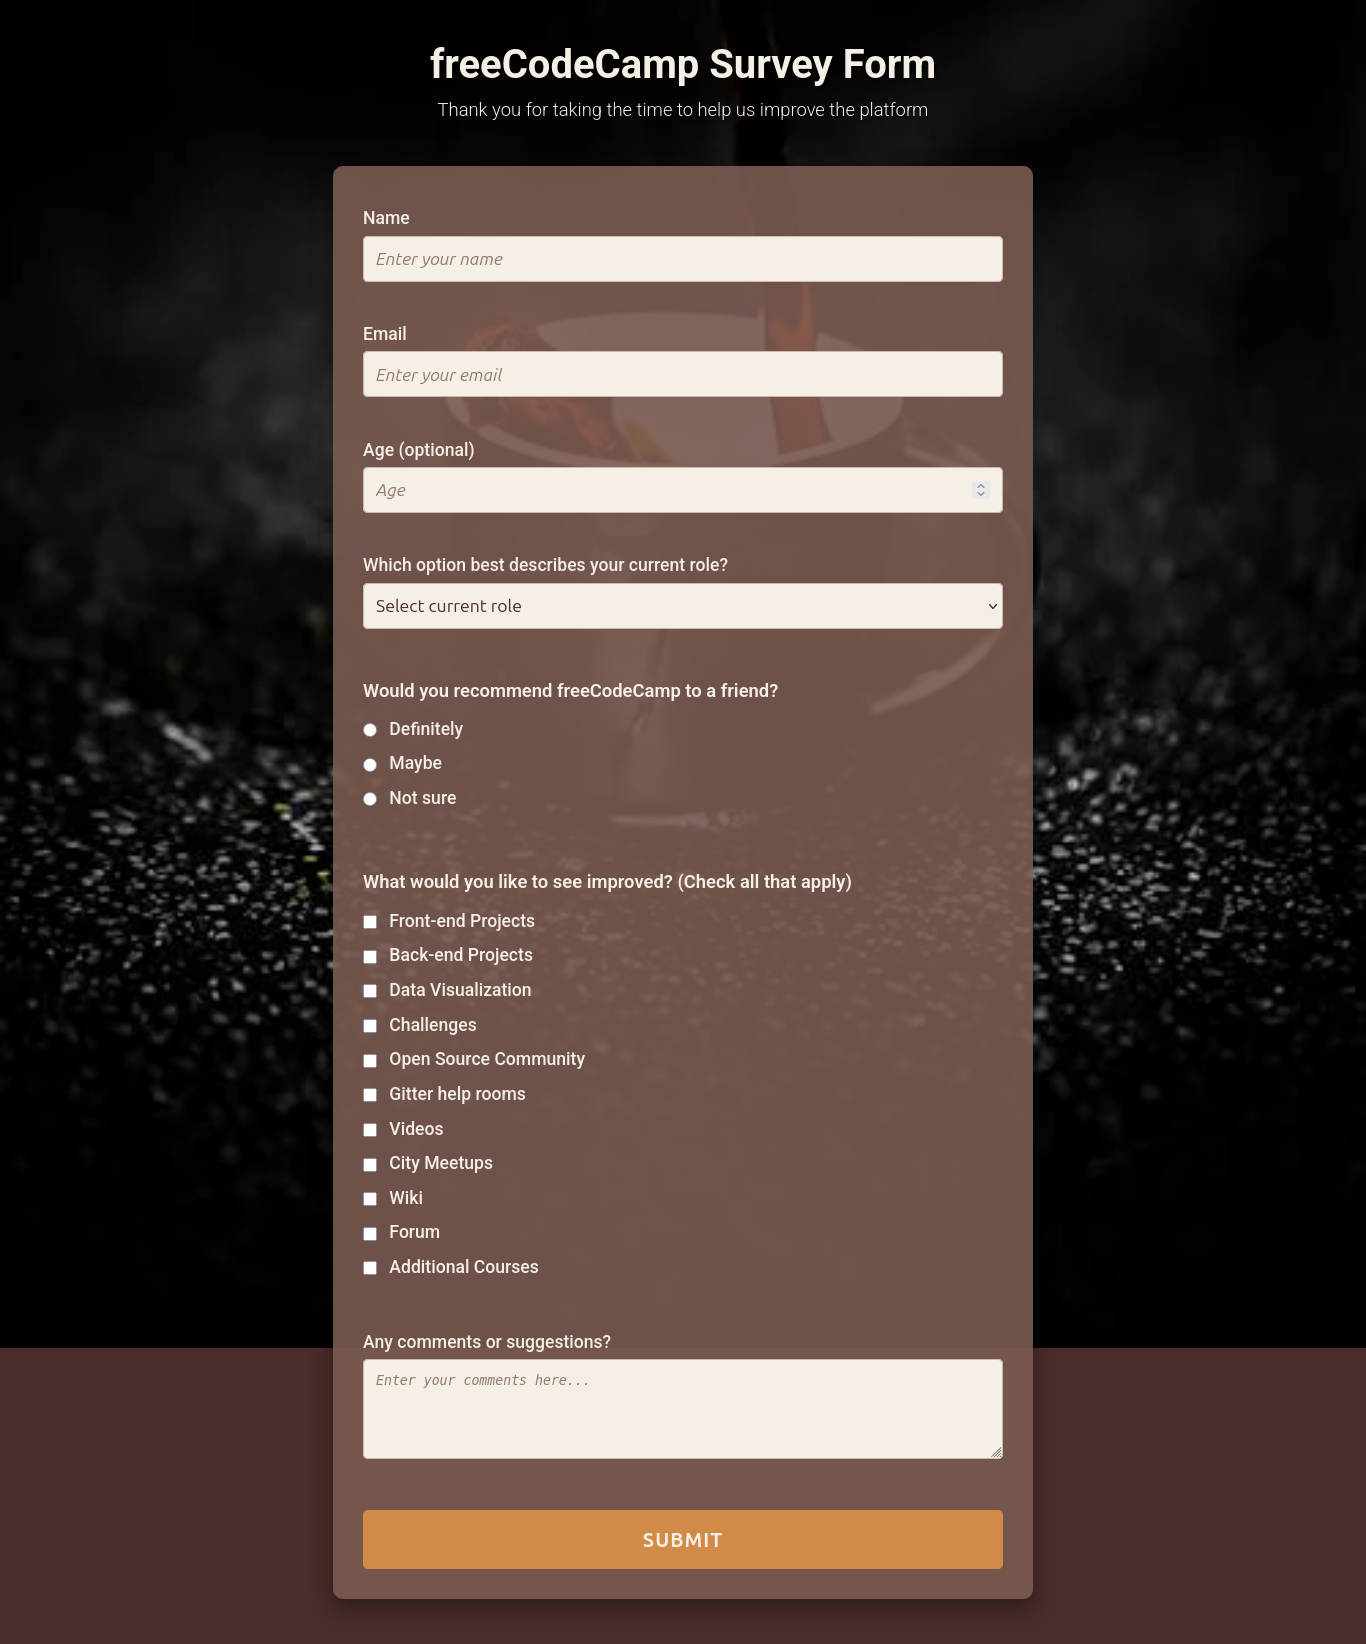 freeCodeCamp Survey Form
Thank you for taking the time to help us improve the platform
Name
Enter your name
Email
Enter your email
Age (optional)
Age
Which option best describes your current role?
Select current role
Would you recommend freeCodeCamp to a friend?
Definitely
Maybe
Not sure
What would you like to see improved? (Check all that apply)
Front-end Projects
Back-end Projects
Data Visualization
Challenges
Open Source Community
Gitter help rooms
Videos
City Meetups
Wiki
Forum
Additional Courses
Any comments or suggestions?
Enter your comments here...
SUBMIT